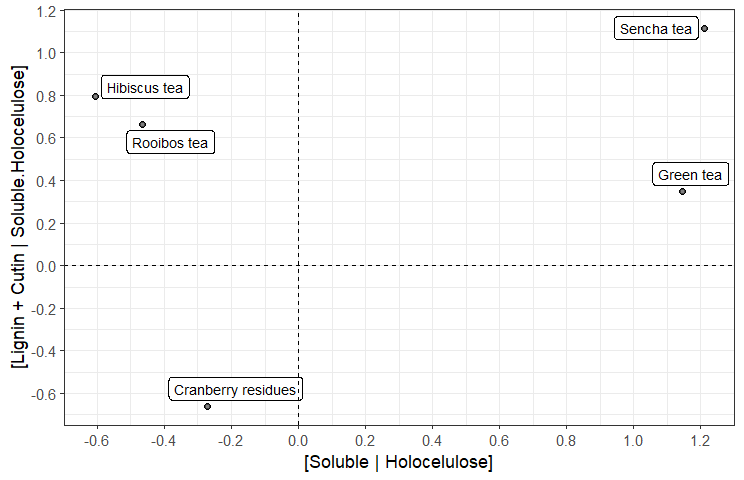 1.2
Sencha tea
1.0
Hibiscus tea
0.8
Rooibos tea
0.6
Green tea
0.4
0.2
0.0
-0.2
-0.4
Cranberry residues
-0.6
[Lignin + Cutin | Soluble.Holocelulose]
-0.6 -0.4 -0.2 0.0 0.2 0.4 0.6 0.8 1.0 1.2
[Soluble | Holocelulose]